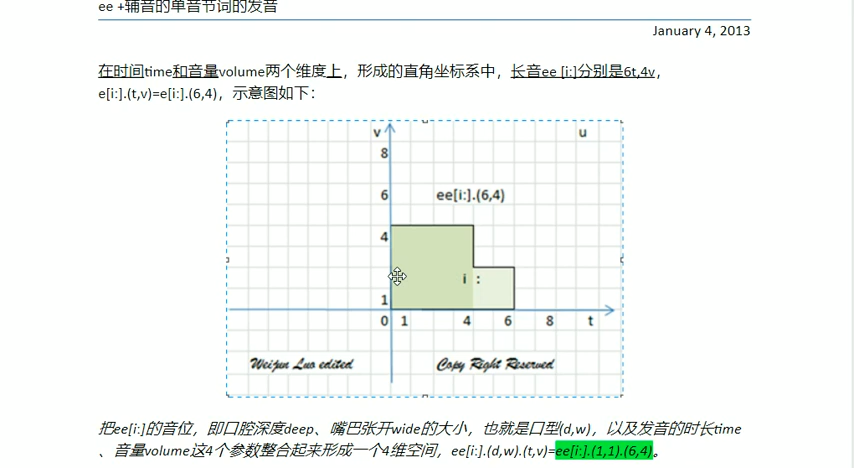 ee +辅音的单音节词的发音
January 4, 2013
在时间time和音量volume两个维度上，形成的直角坐标系中，长音ee [i:]分别是6t,4v，
e[i:].(t,v)=e[i:].(6,4)，示意图如下：
v u
8
6 ee[i:].(6,4)
4
i :
1
0 1 4 6 8 t
Weijun Luo edited Copy Right Reserved
把ee[i:]的音位，即口腔深度deep、嘴巴张开wide的大小，也就是口型(d,w)，以及发音的时长time
、音量volume这4个参数整合起来形成一个4维空间，ee[i:].(d,w).(t,v)=ee[i:].(1,1).(6,4)。